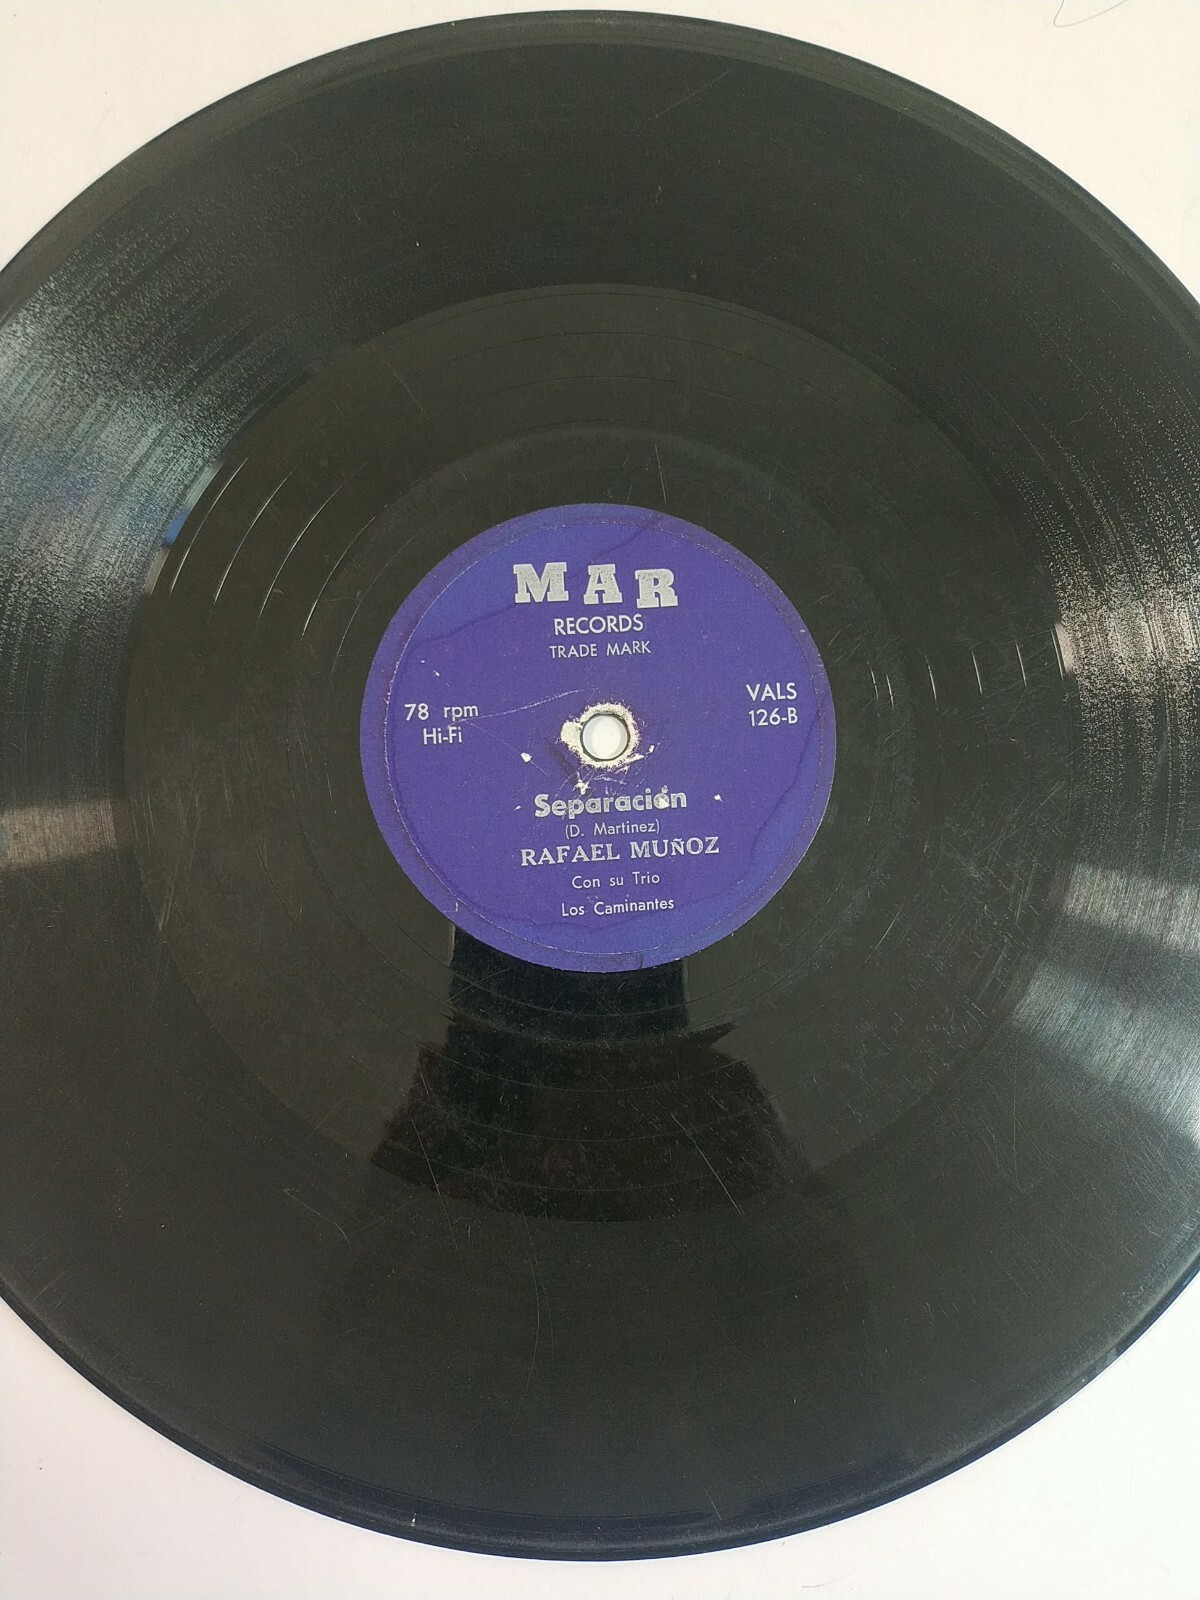 MAR
RECORDS
TRADE MARK
78 rpm
Hi-Fi
VALS
126-B
Separación
(D. Martinez)
RAFAEL MUÑOZ
Con su Trio
Los Caminantes